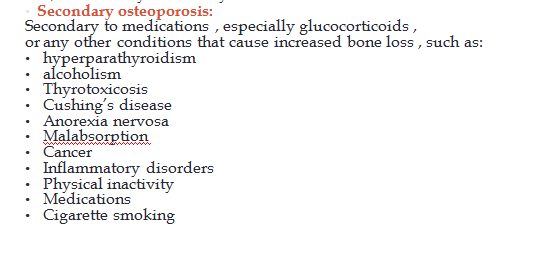 Secondary osteoporosis:
Secondary to medications , especially glucocorticoids ,
or any other conditions that cause increased bone loss , such as:
• hyperparathyroidism
• alcoholism
• Thyrotoxicosis
• Cushing's disease
• Anorexia nervosa
• Malabsorption
• Cancer
• Inflammatory disorders
• Physical inactivity
• Medications
• Cigarette smoking